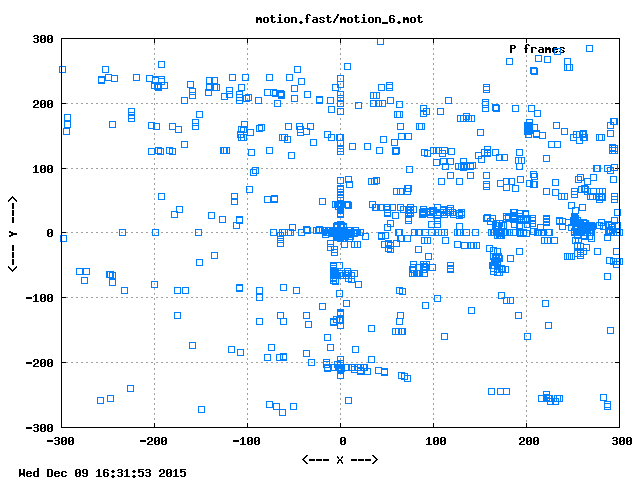 motion.fast/motion_6.mot
P frames
300
200
100
0
-100
-200
-300
<--- Y --->
-300 -200 -100 0 100 200 300
<--- X --->
Wed Dec 09 16:31:53 2015